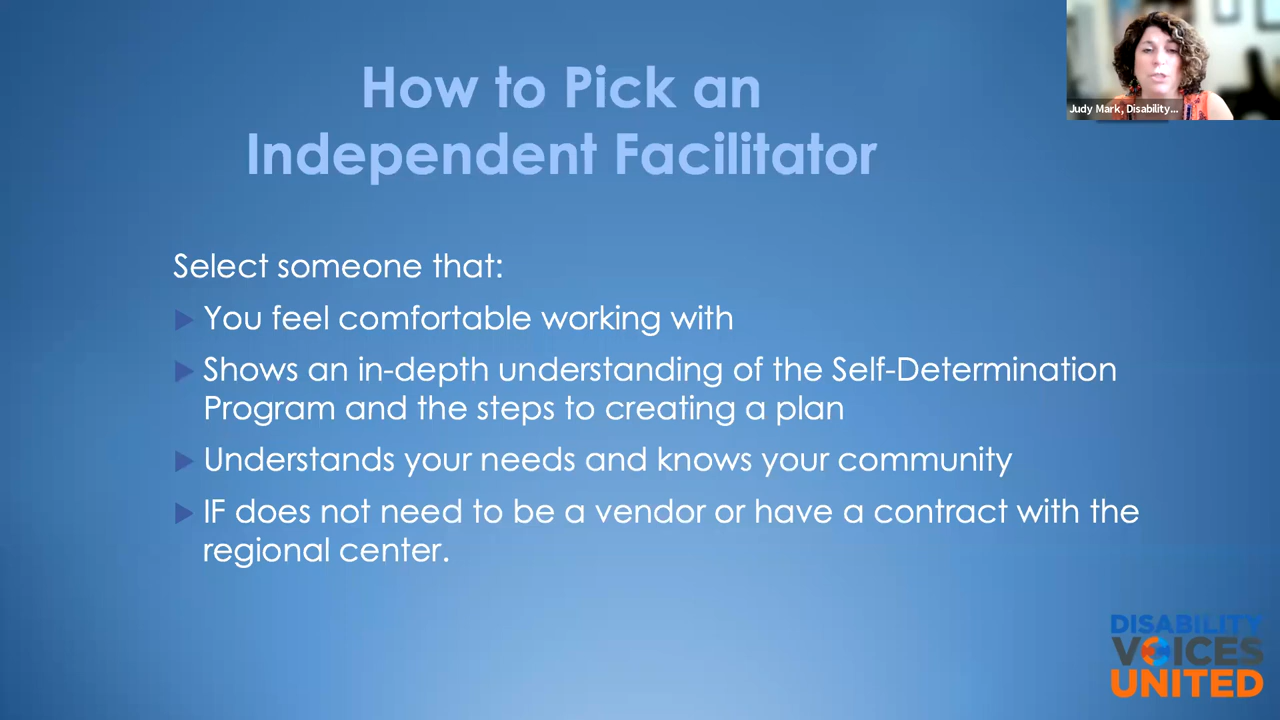 How to Pick an
Independent Facilitator
Judy Mark, Disability...
Select someone that:
You feel comfortable working with
Shows an in-depth understanding of the Self-Determination
Program and the steps to creating a plan
Understands your needs and knows your community
IF does not need to be a vendor or have a contract with the
regional center.
DISABILITY
VOICES
UNITED